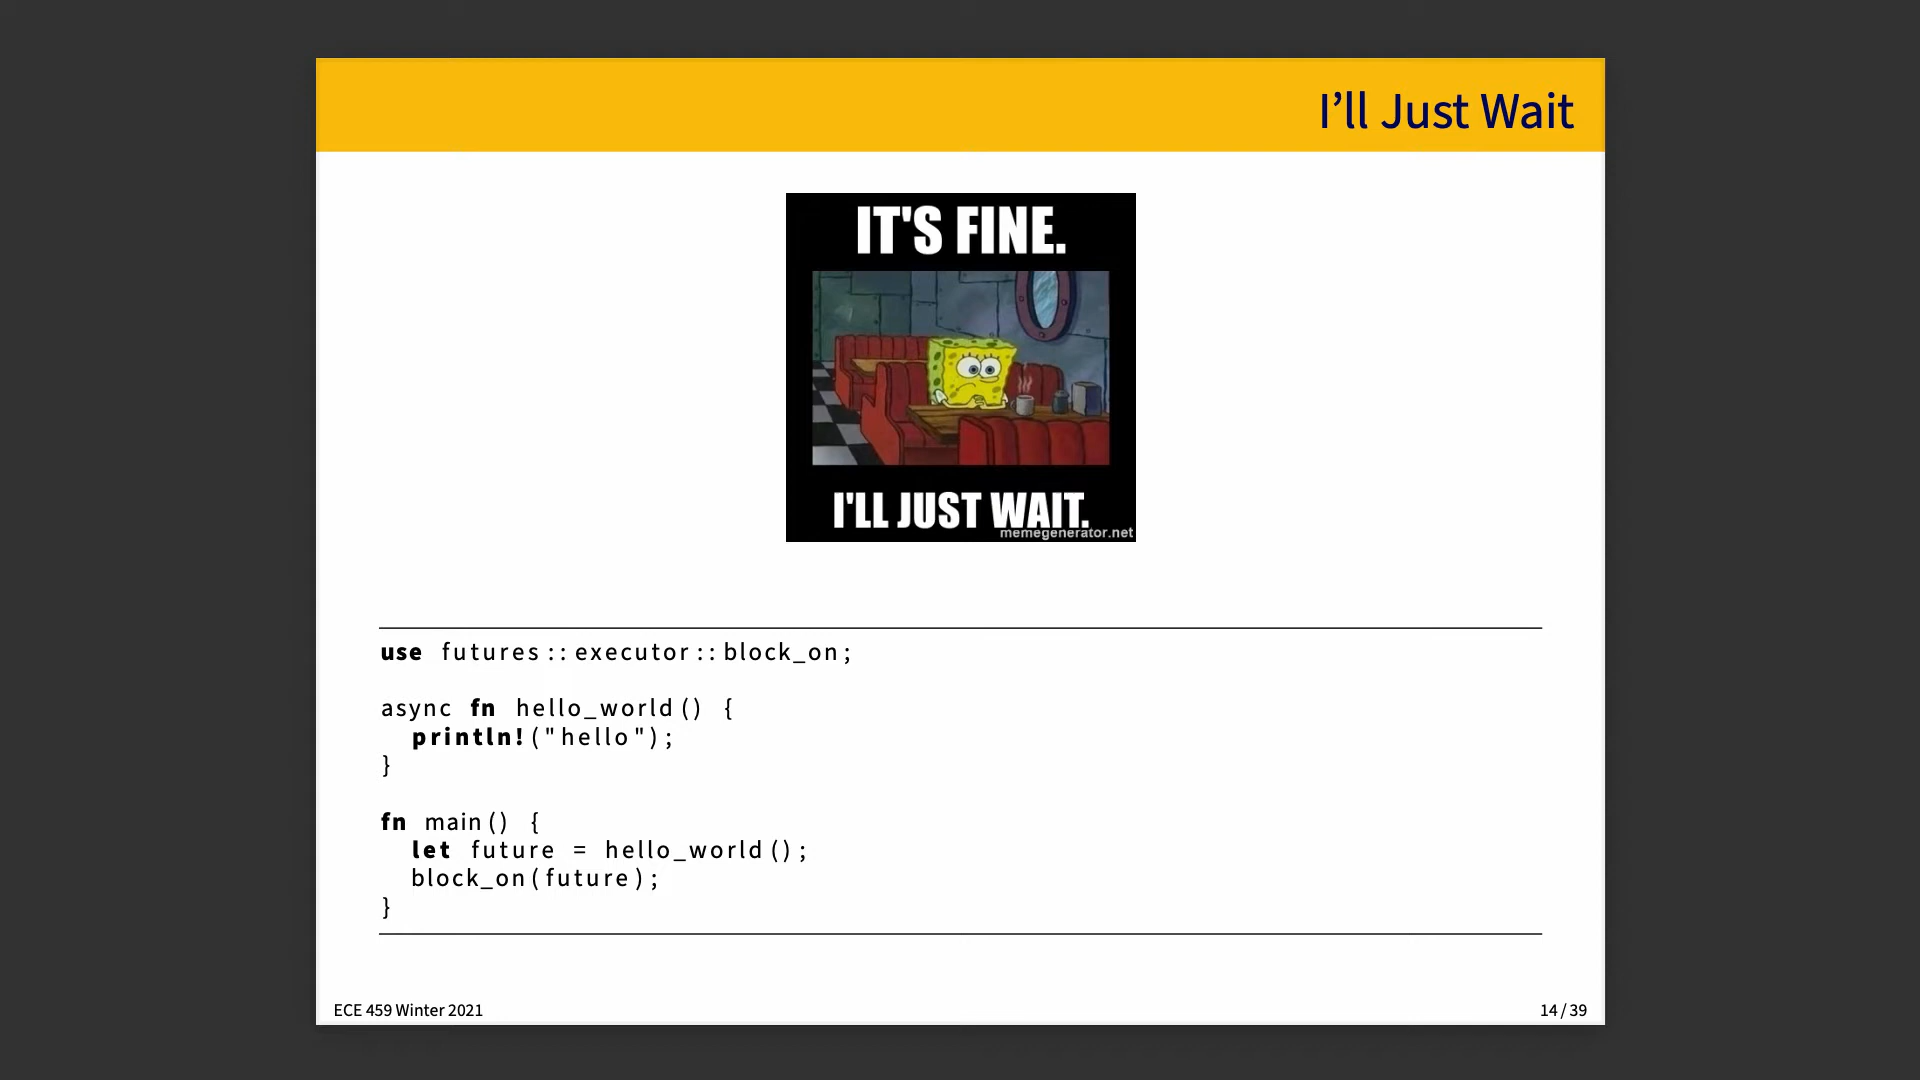 I’ll Just Wait
IT'S FINE.
I'LL JUST WAIT.
memegenerator.net
use futures::executor::block_on;
async fn hello_world() {
println!("hello");
}
fn main() {
let future = hello_world();
block_on(future);
}
ECE 459 Winter 2021
14 / 39